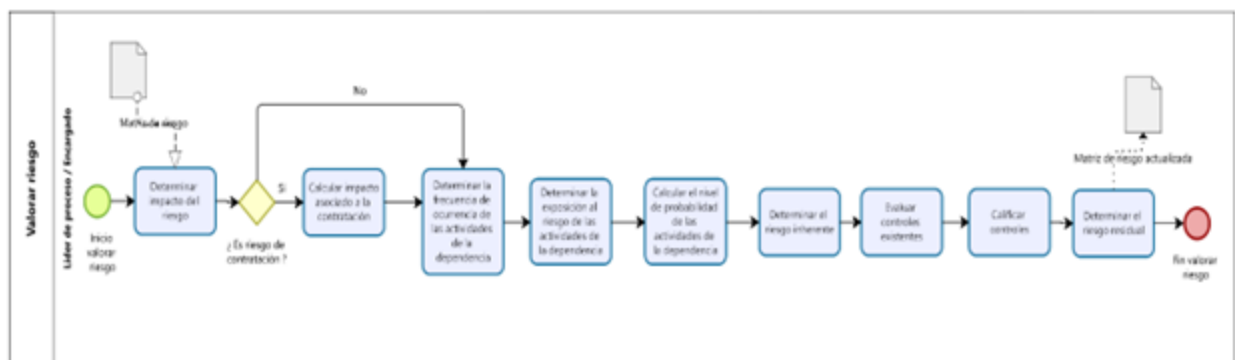 Valorar riesgo
Líder de proceso / Encargado
Matriz de riesgo
Inicio
valorar
riesgo
Determinar
impacto del
riesgo
¿ Es riesgo de
contratación ?
No
Si
Calcular impacto
asociado a la
contratación
Determinar la
frecuencia de
ocurrencia de
las actividades
de la
dependencia
Determinar la
exposición al
riesgo de las
actividades de
la dependencia
Calcular el nivel
de probabilidad
de las
actividades de
la dependencia
Determinar el
riesgo inherente
Evaluar
controles
existentes
Calificar
controles
Determinar el
riesgo residual
Matriz de riesgo actualizada
Fin valorar
riesgo